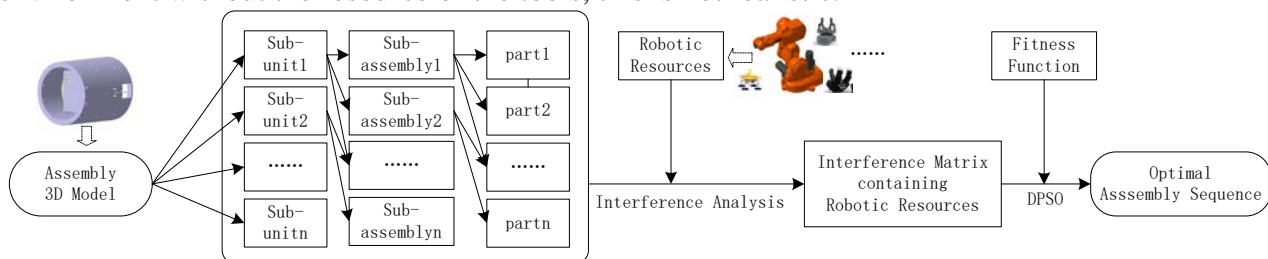 Assembly
3D Model
Sub-
unit1
Sub-
unit2
......
Sub-
unitn
Sub-
assembly1
Sub-
assembly2
......
Sub-
assemblyn
part1
part2
......
partn
Robotic
Resources
......
Interference Analysis
Interference Matrix
containing
Robotic Resources
Fitness
Function
DPSO
Optimal
Asssembly Sequence